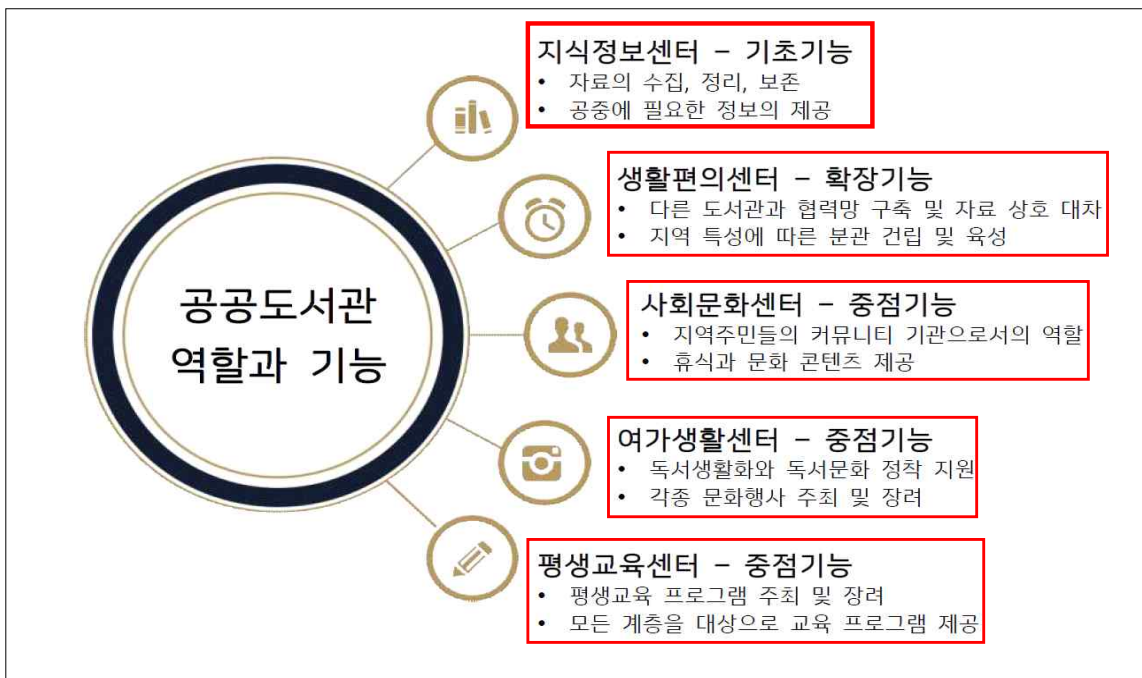 지식정보센터 – 기초기능
• 자료의 수집, 정리, 보존
• 공중에 필요한 정보의 제공
생활편의센터 – 확장기능
• 다른 도서관과 협력망 구축 및 자료 상호 대차
• 지역 특성에 따른 분관 건립 및 육성
공공도서관
역할과 기능
사회문화센터 – 중점기능
• 지역주민들의 커뮤니티 기관으로서의 역할
• 휴식과 문화 콘텐츠 제공
여가생활센터 – 중점기능
• 독서생활화와 독서문화 정착 지원
• 각종 문화행사 주최 및 장려
평생교육센터 – 중점기능
• 평생교육 프로그램 주최 및 장려
• 모든 계층을 대상으로 교육 프로그램 제공